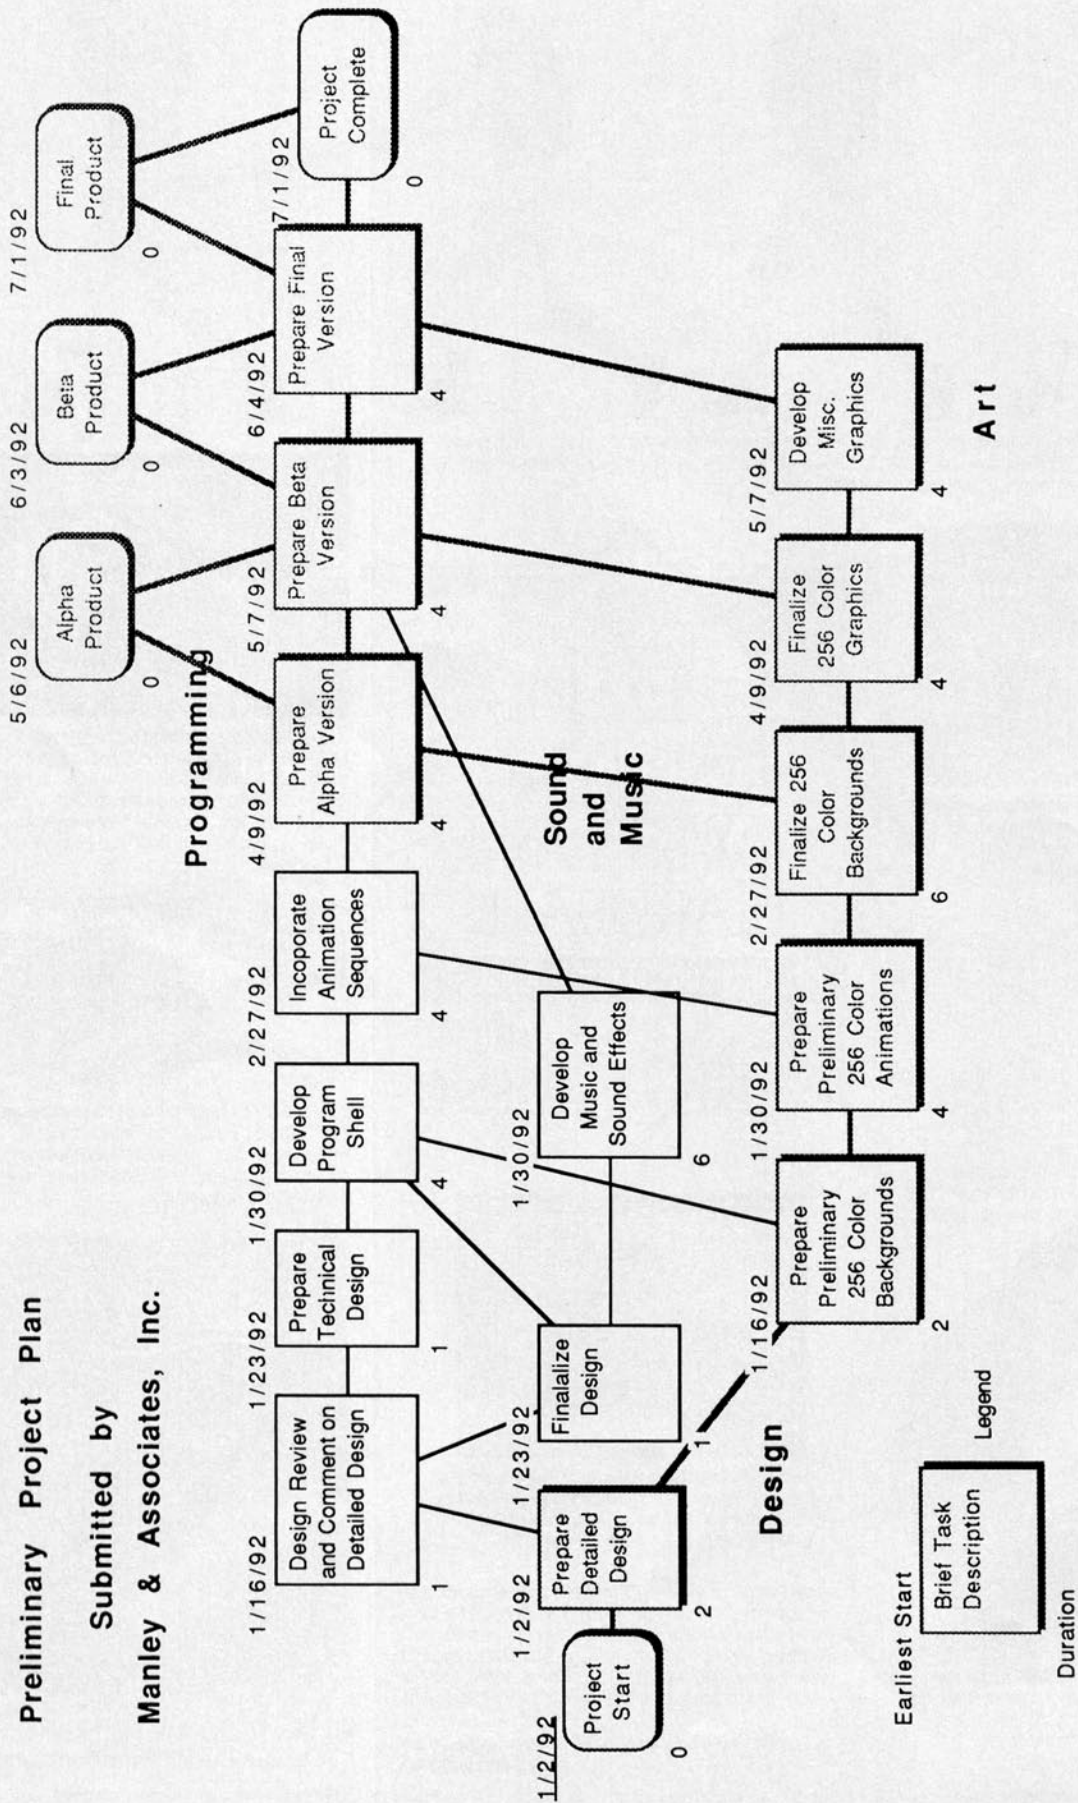 Preliminary Project Plan
Submitted by
Manley & Associates, Inc.
5/6/92
Alpha
Product
0
6/3/92
Beta
Product
0
7/1/92
Final
Product
0
Programming
1/16/92
Design Review
and Comment on
Detailed Design
1
1/23/92
Prepare
Technical
Design
1
1/30/92
Develop
Program
Shell
4
2/27/92
Incoporate
Animation
Sequences
4
4/9/92
Prepare
Alpha Version
4
5/7/92
Prepare Beta
Version
4
6/4/92
Prepare Final
Version
4
7/1/92
Project
Complete
0
1/2/92
Project
Start
0
1/2/92
Prepare
Detailed
Design
2
1/23/92
Finalalize
Design
1
1/30/92
Develop
Music and
Sound Effects
6
Sound
and
Music
Design
1/16/92
Prepare
Preliminary
256 Color
Backgrounds
2
1/30/92
Prepare
Preliminary
256 Color
Animations
4
2/27/92
Finalize 256
Color
Backgrounds
6
4/9/92
Finalize
256 Color
Graphics
4
5/7/92
Develop
Misc.
Graphics
4
Art
Earliest Start
Brief Task
Description
Legend
Duration